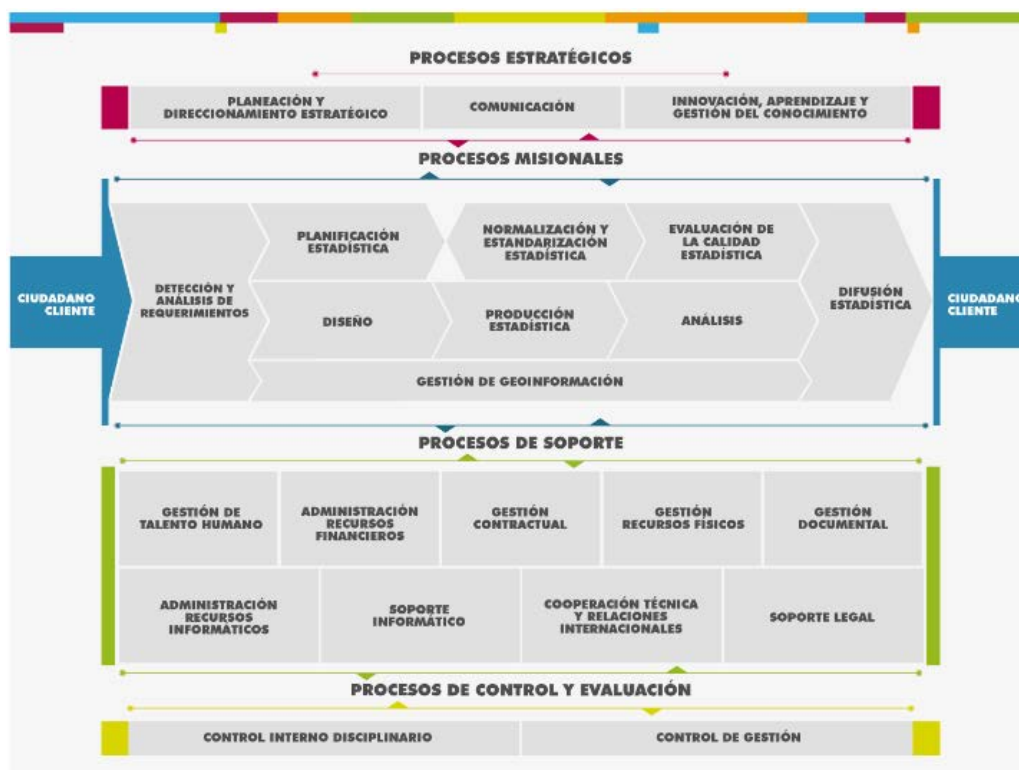 PROCESOS ESTRATÉGICOS
PLANEACIÓN Y
DIRECCIONAMIENTO ESTRATÉGICO
COMUNICACIÓN
INNOVACIÓN, APRENDIZAJE Y
GESTIÓN DEL CONOCIMIENTO
PROCESOS MISIONALES
CIUDADANO
CLIENTE
DETECCIÓN Y
ANÁLISIS DE
REQUERIMIENTOS
PLANIFICACIÓN
ESTADÍSTICA
NORMALIZACIÓN Y
ESTANDARIZACIÓN
ESTADÍSTICA
EVALUACIÓN DE
LA CALIDAD
ESTADÍSTICA
DISEÑO
PRODUCCIÓN
ESTADÍSTICA
ANÁLISIS
GESTIÓN DE GEOINFORMACIÓN
DIFUSIÓN
ESTADÍSTICA
CIUDADANO
CLIENTE
PROCESOS DE SOPORTE
GESTIÓN DE
TALENTO HUMANO
ADMINISTRACIÓN
RECURSOS
FINANCIEROS
GESTIÓN
CONTRACTUAL
GESTIÓN
RECURSOS FÍSICOS
GESTIÓN
DOCUMENTAL
ADMINISTRACIÓN
RECURSOS
INFORMÁTICOS
SOPORTE
INFORMÁTICO
COOPERACIÓN TÉCNICA
Y RELACIONES
INTERNACIONALES
SOPORTE LEGAL
PROCESOS DE CONTROL Y EVALUACIÓN
CONTROL INTERNO DISCIPLINARIO
CONTROL DE GESTIÓN